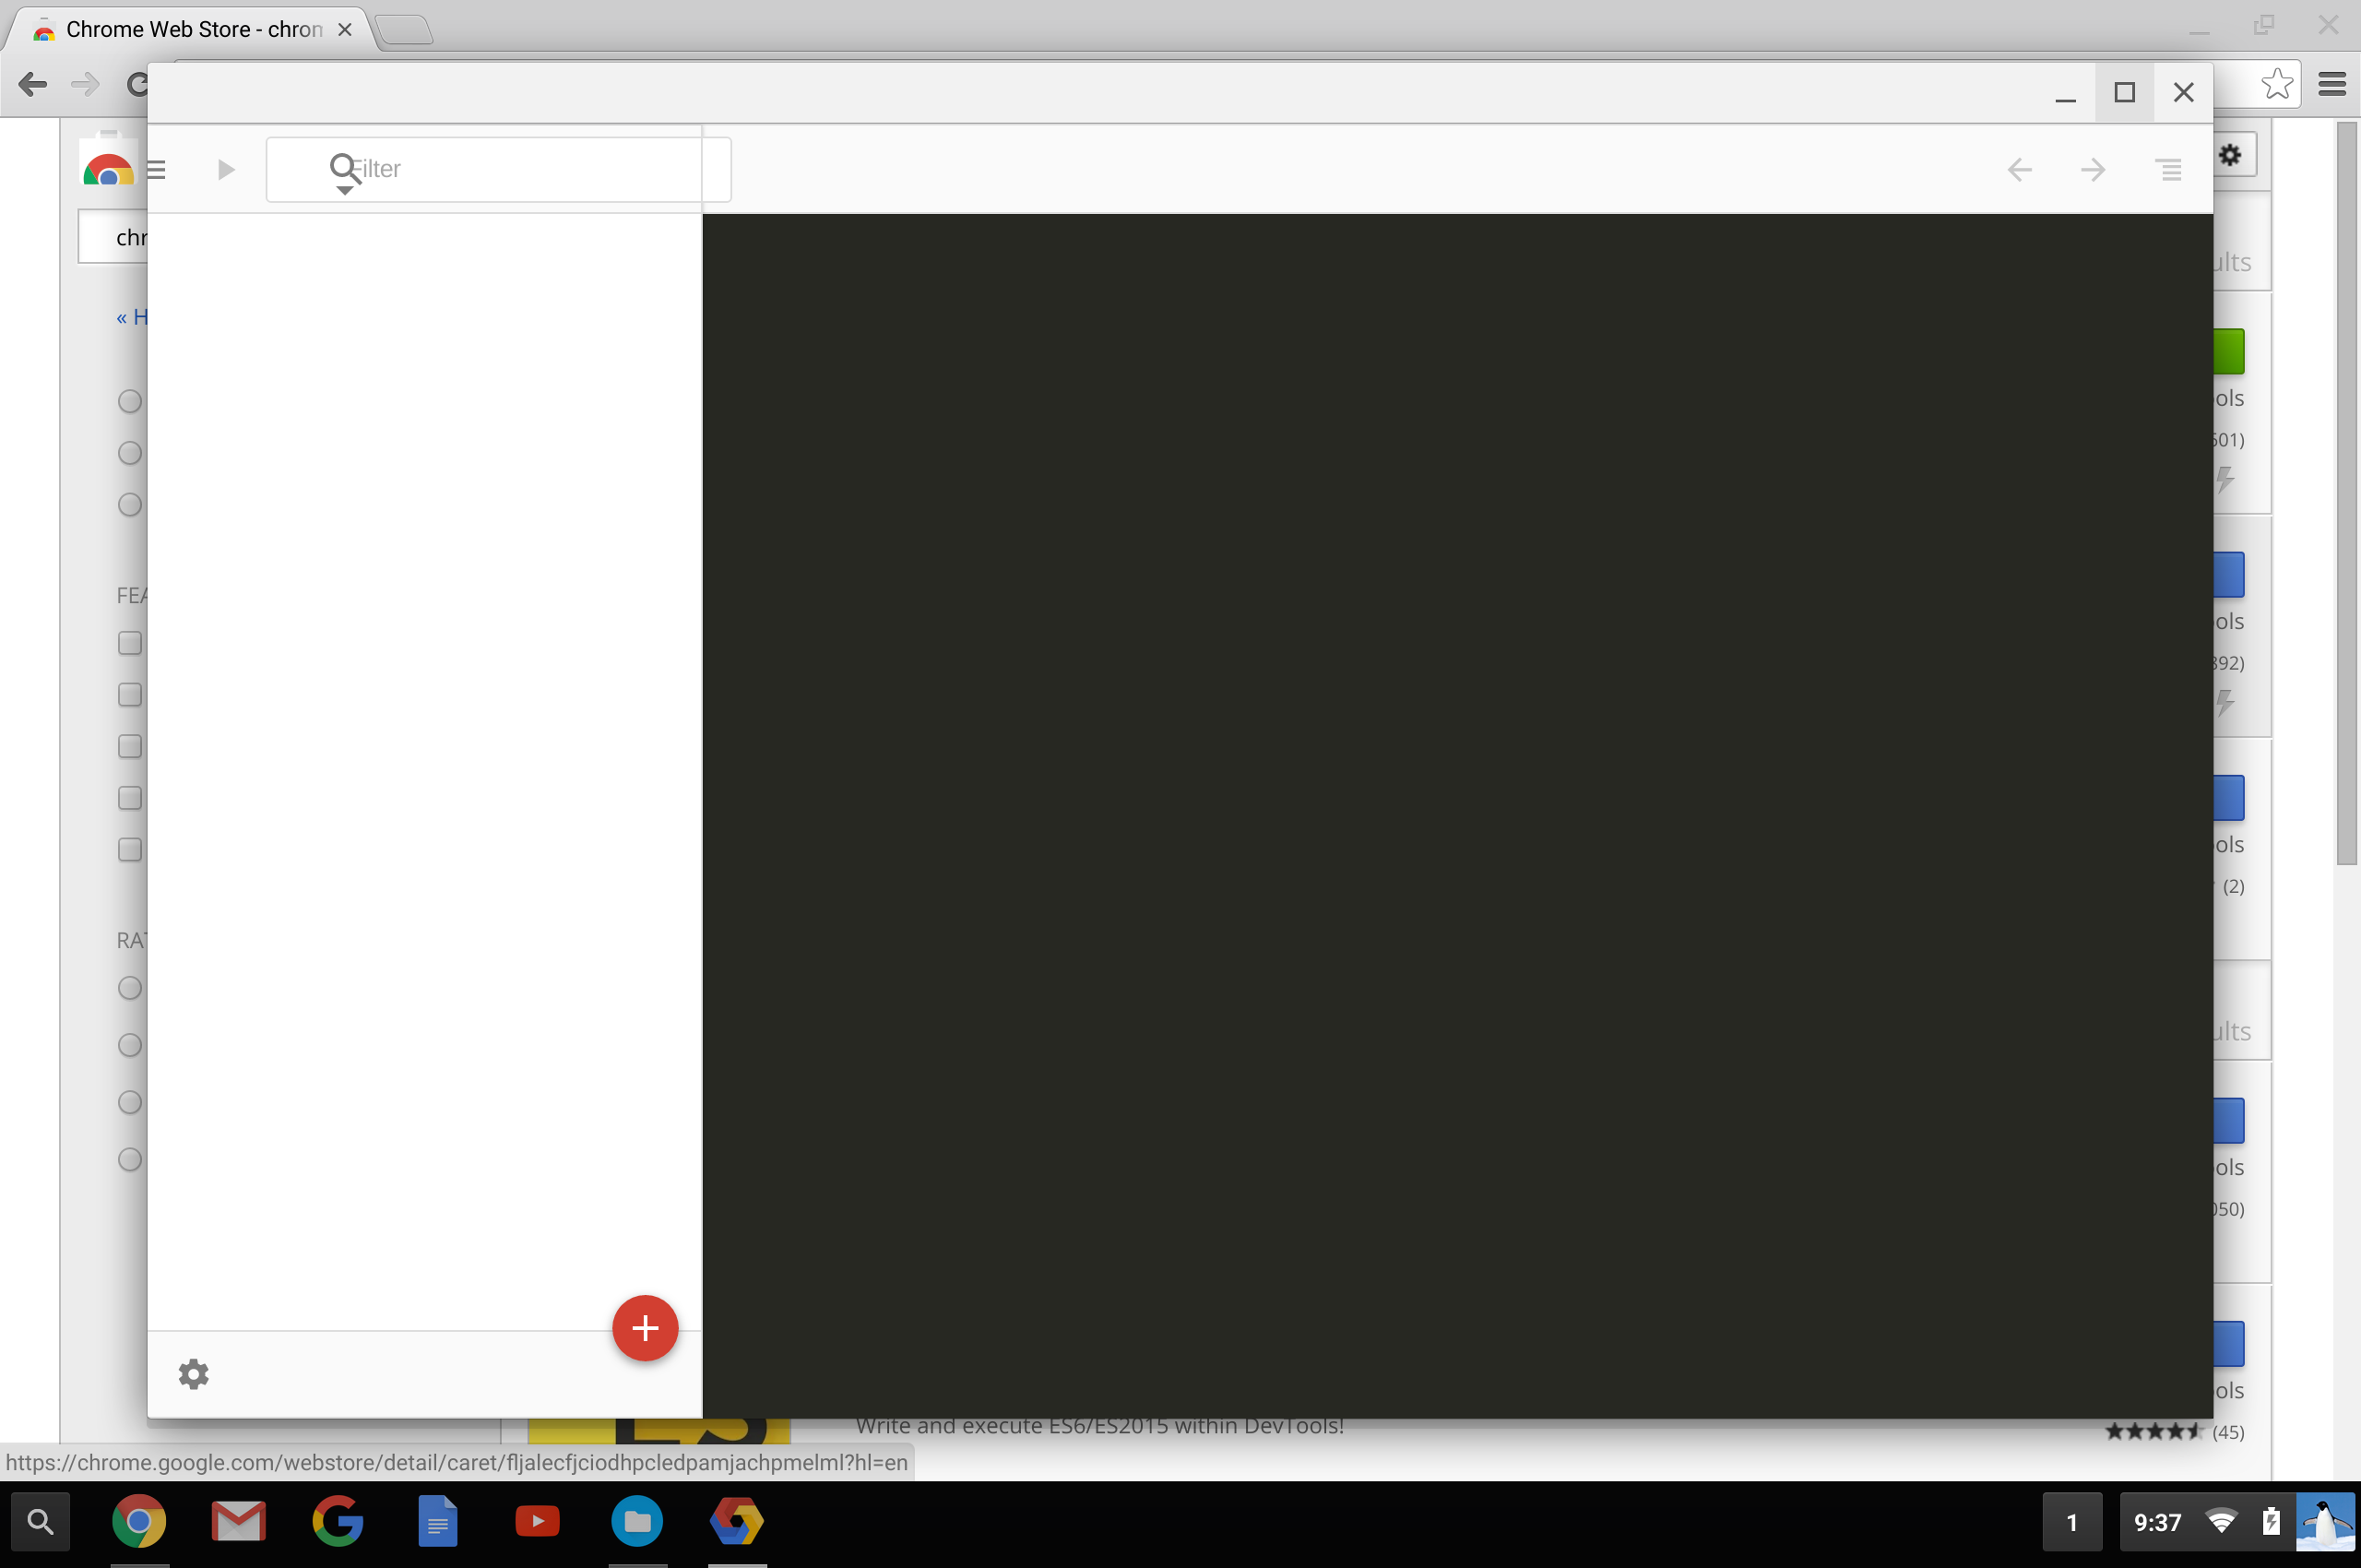 Chrome Web Store - chron
Filter
chr
ults
« H
ols
501)
FEA
ols
392)
ols
(2)
RAT
ults
ols
050)
ols
Write and execute ES6/ES2015 within DevTools!
(45)
https://chrome.google.com/webstore/detail/caret/fljalecfjciodhpcledpamjachpmelml?hl=en
1
9:37